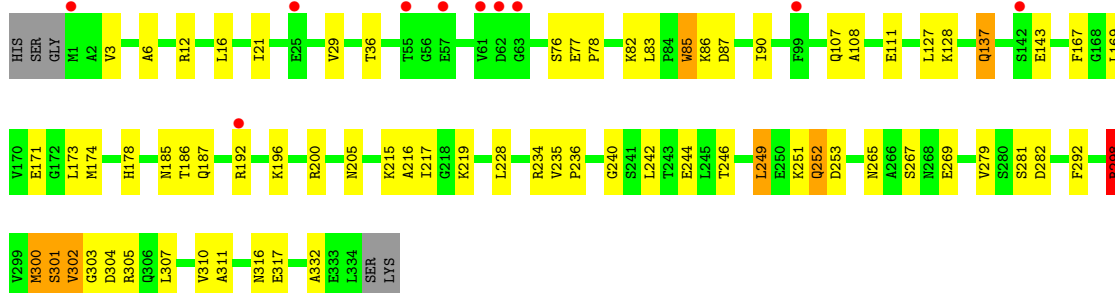 HIS SER GLY M1 A2 V3 A6 R12 L16 I21 E25 V29 T36 T55 G56 E57 V61 D62 G63 S76 E77 P78 K82 L83 P84 W85 K86 D87 I90 F99 Q107 A108 E111 L127 K128 Q137 S142 E143 F167 G168 L169
V170 E171 G172 L173 M174 H178 N185 T186 Q187 R192 K196 R200 N205 K215 A216 I217 G218 K219 L228 R234 V235 P236 G240 S241 L242 T243 E244 L245 T246 L249 E250 K251 Q252 D253 N265 A266 S267 N268 E269 V279 S280 S281 D282 F292
V299 M300 S301 V302 G303 D304 R305 Q306 L307 V310 A311 N316 E317 A332 E333 L334 SER LYS